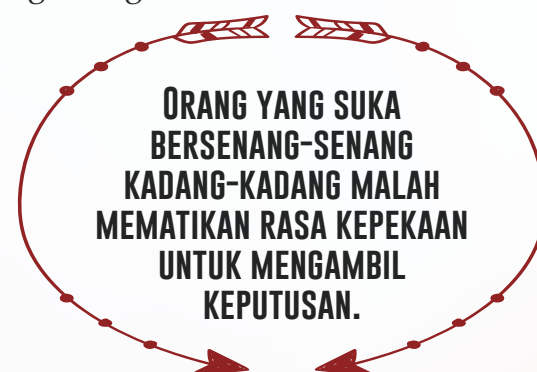 ORANG YANG SUKA
BERSENANG-SENANG
KADANG-KADANG MALAH
MEMATIKAN RASA KEPEKAAN
UNTUK MENGAMBIL
KEPUTUSAN.